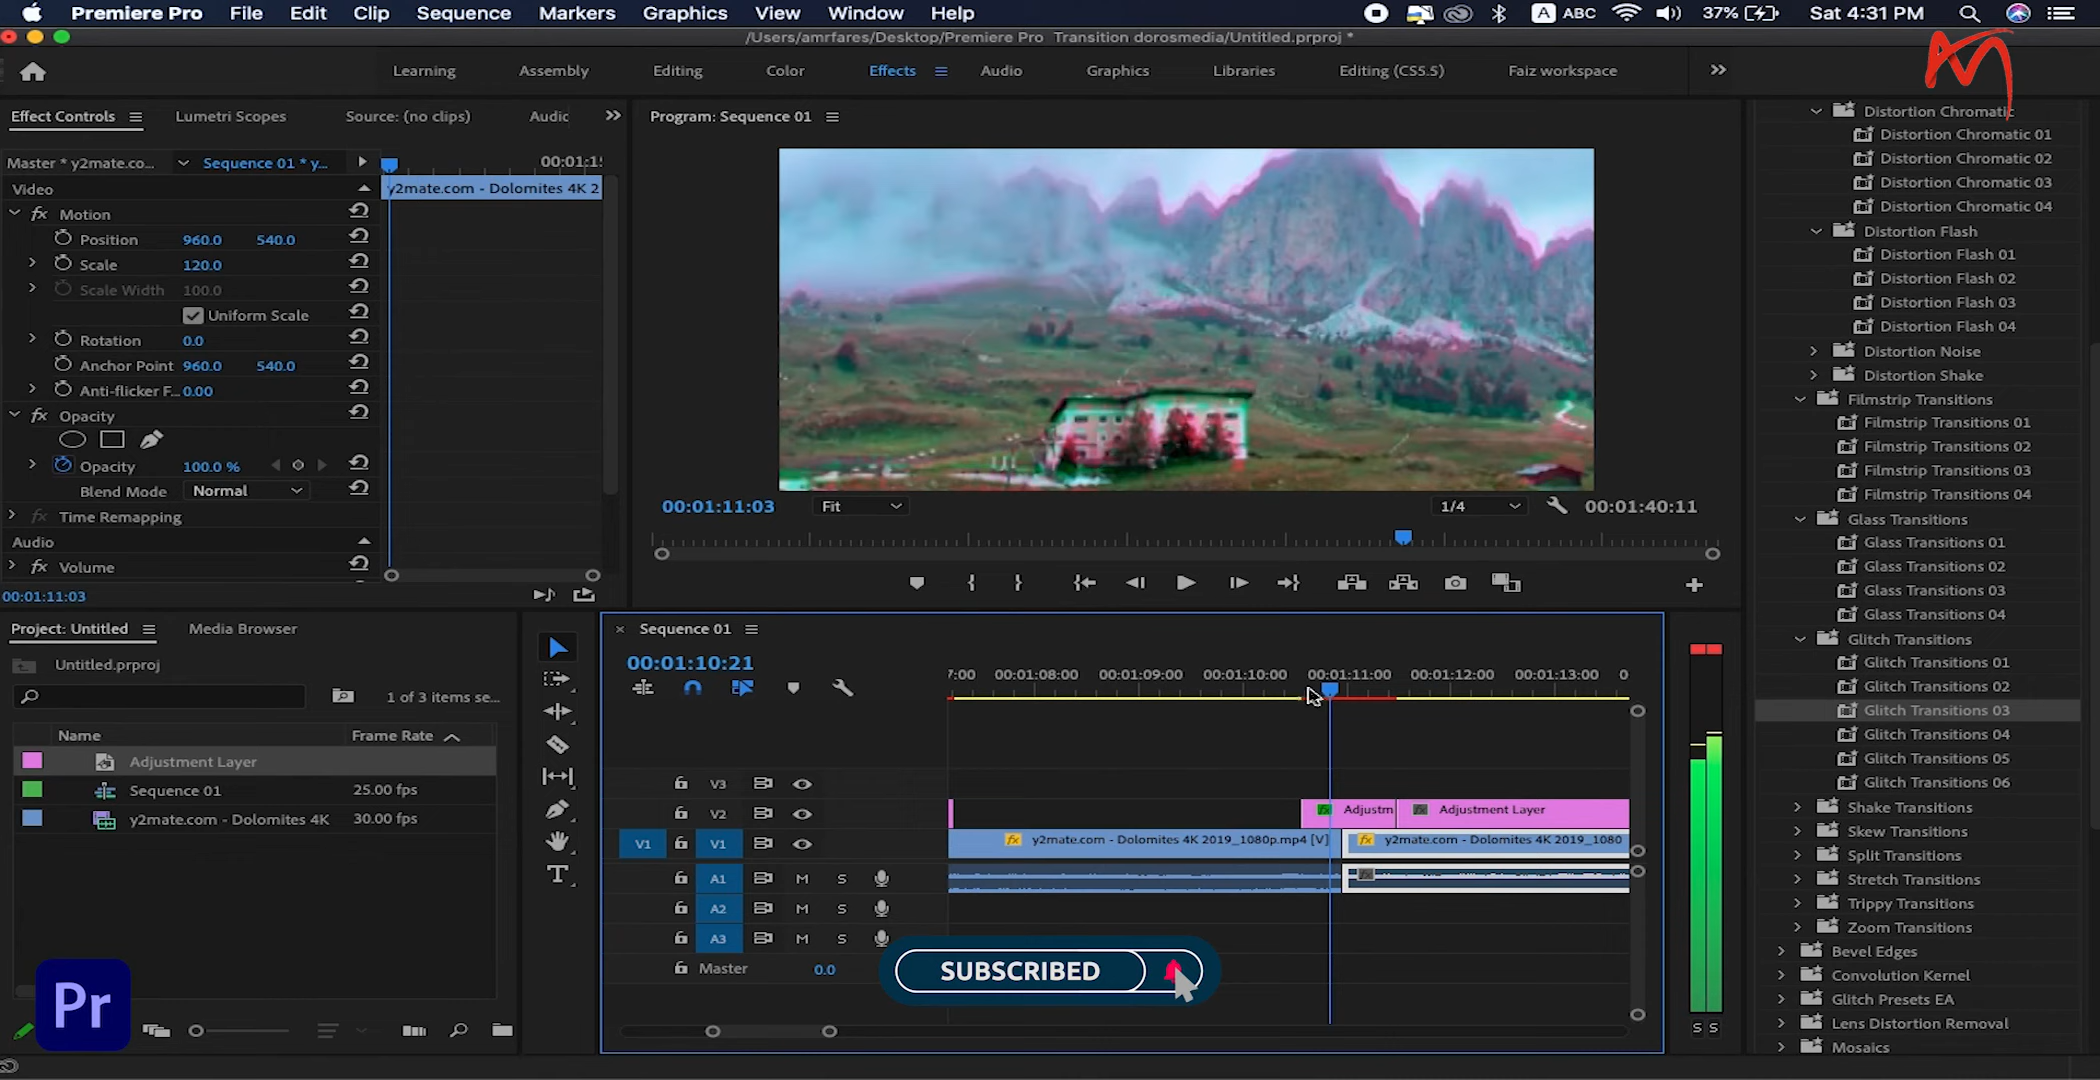 Premiere Pro File Edit Clip Sequence Markers Graphics View Window Help
A ABC 37% Sat 4:31 PM
/Users/amrfares/Desktop/Premiere Pro Transition dorosmedia/Untitled.prproj *
Learning Assembly Editing Color Effects Audio Graphics Libraries Editing (CS5.5) Faiz workspace
Effect Controls Lumetri Scopes Source: (no clips) Audic
Master * y2mate.co... Sequence 01 * y... 00:01:15
Video y2mate.com - Dolomites 4K 2
fx Motion
Position 960.0 540.0
Scale 120.0
Scale Width 100.0
Uniform Scale
Rotation 0.0
Anchor Point 960.0 540.0
Anti-flicker F... 0.00
fx Opacity
Opacity 100.0 %
Blend Mode Normal
fx Time Remapping
Audio
fx Volume
00:01:11:03
Program: Sequence 01
00:01:11:03 Fit 1/4 00:01:40:11
Distortion Chromatic
Distortion Chromatic 01
Distortion Chromatic 02
Distortion Chromatic 03
Distortion Chromatic 04
Distortion Flash
Distortion Flash 01
Distortion Flash 02
Distortion Flash 03
Distortion Flash 04
Distortion Noise
Distortion Shake
Filmstrip Transitions
Filmstrip Transitions 01
Filmstrip Transitions 02
Filmstrip Transitions 03
Filmstrip Transitions 04
Glass Transitions
Glass Transitions 01
Glass Transitions 02
Glass Transitions 03
Glass Transitions 04
Glitch Transitions
Glitch Transitions 01
Glitch Transitions 02
Glitch Transitions 03
Glitch Transitions 04
Glitch Transitions 05
Glitch Transitions 06
Shake Transitions
Skew Transitions
Split Transitions
Stretch Transitions
Trippy Transitions
Zoom Transitions
Bevel Edges
Convolution Kernel
Glitch Presets EA
Lens Distortion Removal
Mosaics
Project: Untitled Media Browser
Untitled.prproj
1 of 3 items se...
Name Frame Rate
Adjustment Layer
Sequence 01 25.00 fps
y2mate.com - Dolomites 4K 30.00 fps
Pr
Sequence 01
00:01:10:21
7:00 00:01:08:00 00:01:09:00 00:01:10:00 00:01:11:00 00:01:12:00 00:01:13:00 0
V3
V2 fx Adjustm fx Adjustment Layer
V1 V1 fx y2mate.com - Dolomites 4K 2019_1080p.mp4 [V] fx y2mate.com - Dolomites 4K 2019_1080
A1 M S fx
A2 M S
A3 M S
Master 0.0
SUBSCRIBED
S S